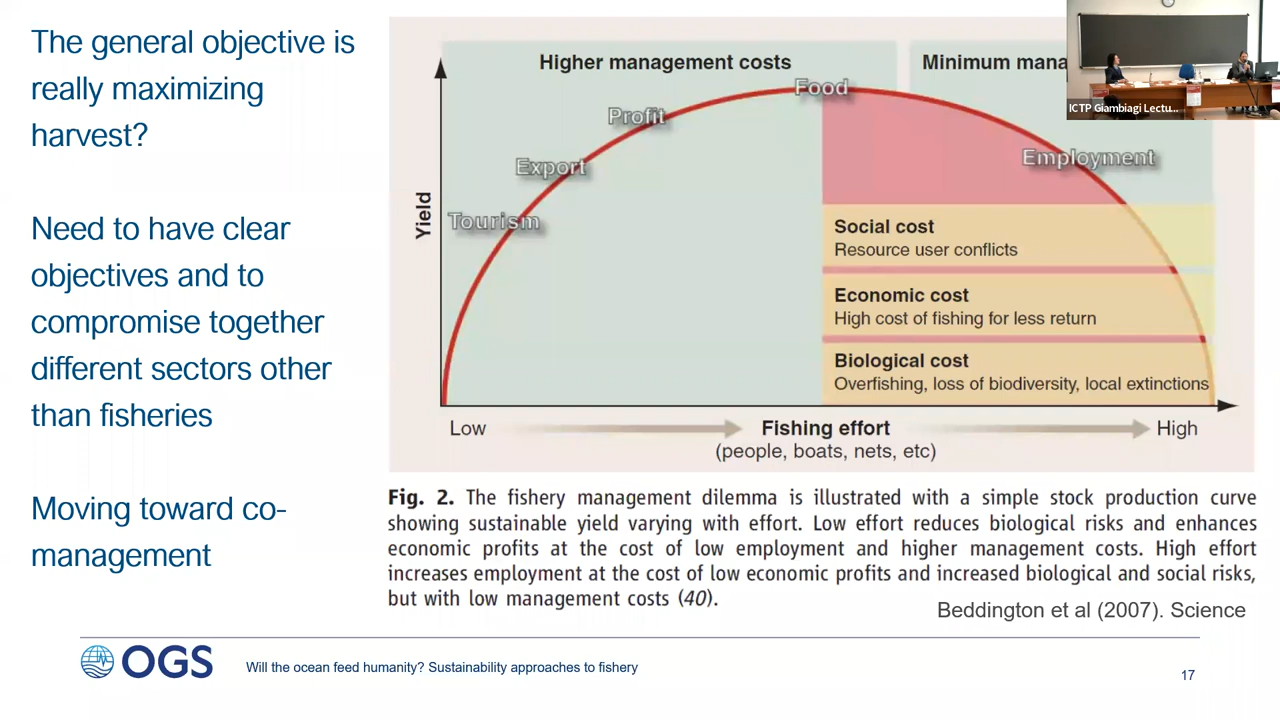 The general objective is
really maximizing
harvest?
Need to have clear
objectives and to
compromise together
different sectors other
than fisheries
Moving toward co-
management
Higher management costs
Minimum mana
Food
Profit
Export
Tourism
Employment
Yield
Social cost
Resource user conflicts
Economic cost
High cost of fishing for less return
Biological cost
Overfishing, loss of biodiversity, local extinctions
Low
Fishing effort
High
(people, boats, nets, etc)
Fig. 2. The fishery management dilemma is illustrated with a simple stock production curve
showing sustainable yield varying with effort. Low effort reduces biological risks and enhances
economic profits at the cost of low employment and higher management costs. High effort
increases employment at the cost of low economic profits and increased biological and social risks,
but with low management costs (40).
Beddington et al (2007). Science
OGS
Will the ocean feed humanity? Sustainability approaches to fishery
17
ICTP Giambiagi Lectu...